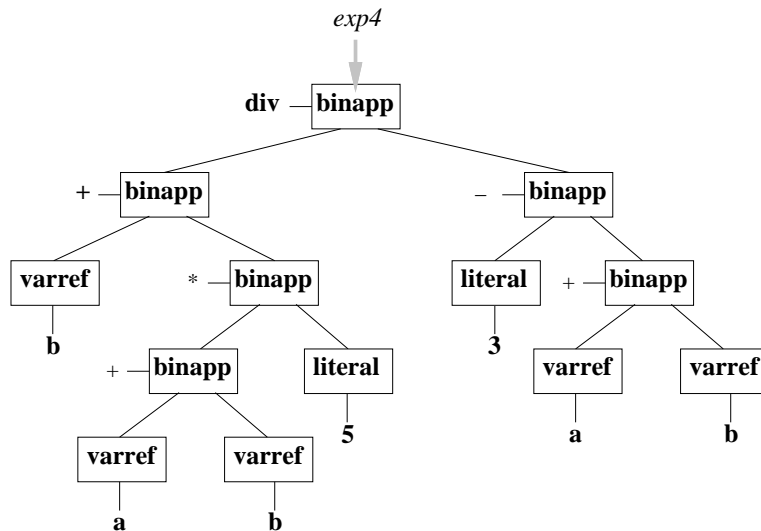 exp4
div binapp
+ binapp − binapp
varref * binapp literal + binapp
b 3
+ binapp literal varref varref
5 a b
varref varref
a b